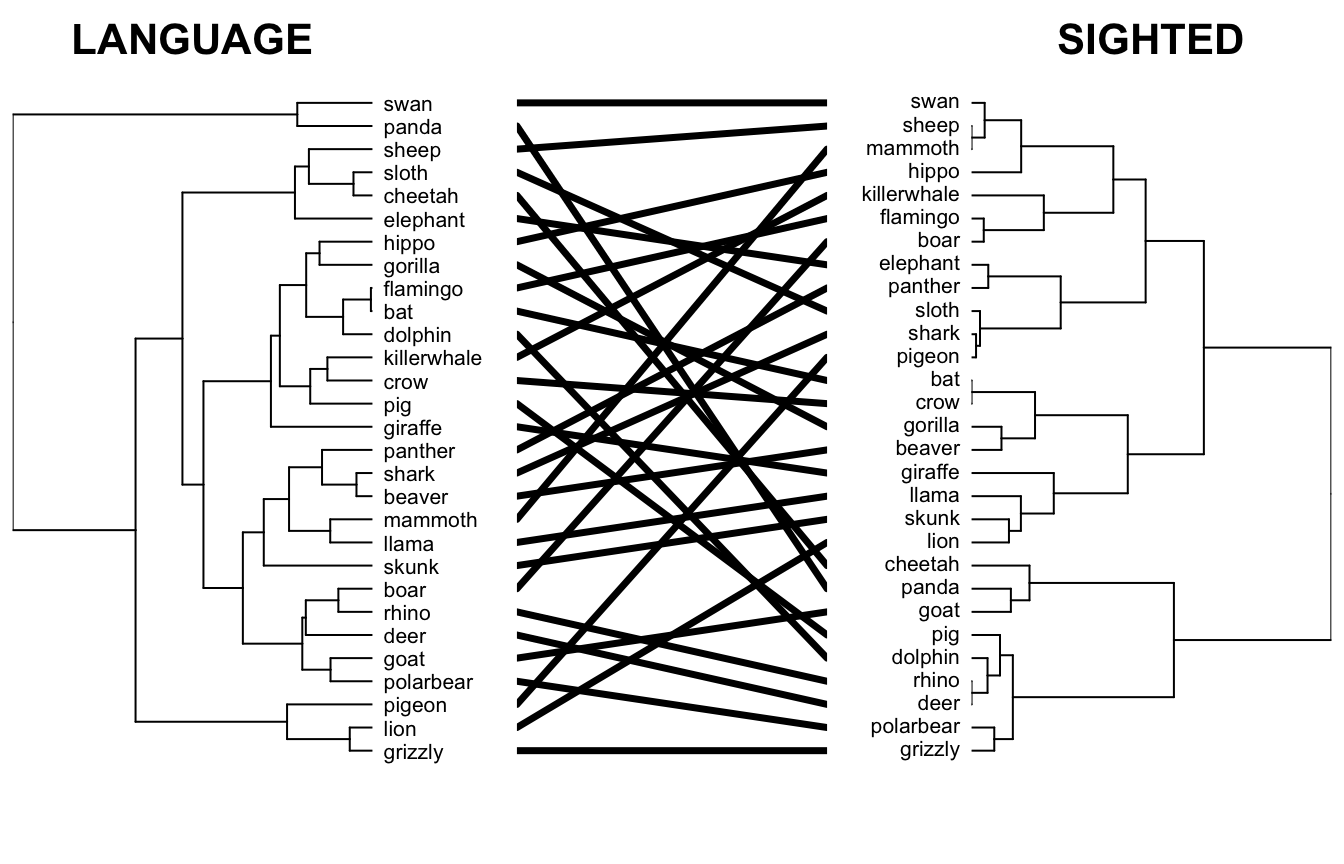 LANGUAGE
SIGHTED
swan
panda
sheep
sloth
cheetah
elephant
hippo
gorilla
flamingo
bat
dolphin
killerwhale
crow
pig
giraffe
panther
shark
beaver
mammoth
llama
skunk
boar
rhino
deer
goat
polarbear
pigeon
lion
grizzly
swan
sheep
mammoth
hippo
killerwhale
flamingo
boar
elephant
panther
sloth
shark
pigeon
bat
crow
gorilla
beaver
giraffe
llama
skunk
lion
cheetah
panda
goat
pig
dolphin
rhino
deer
polarbear
grizzly